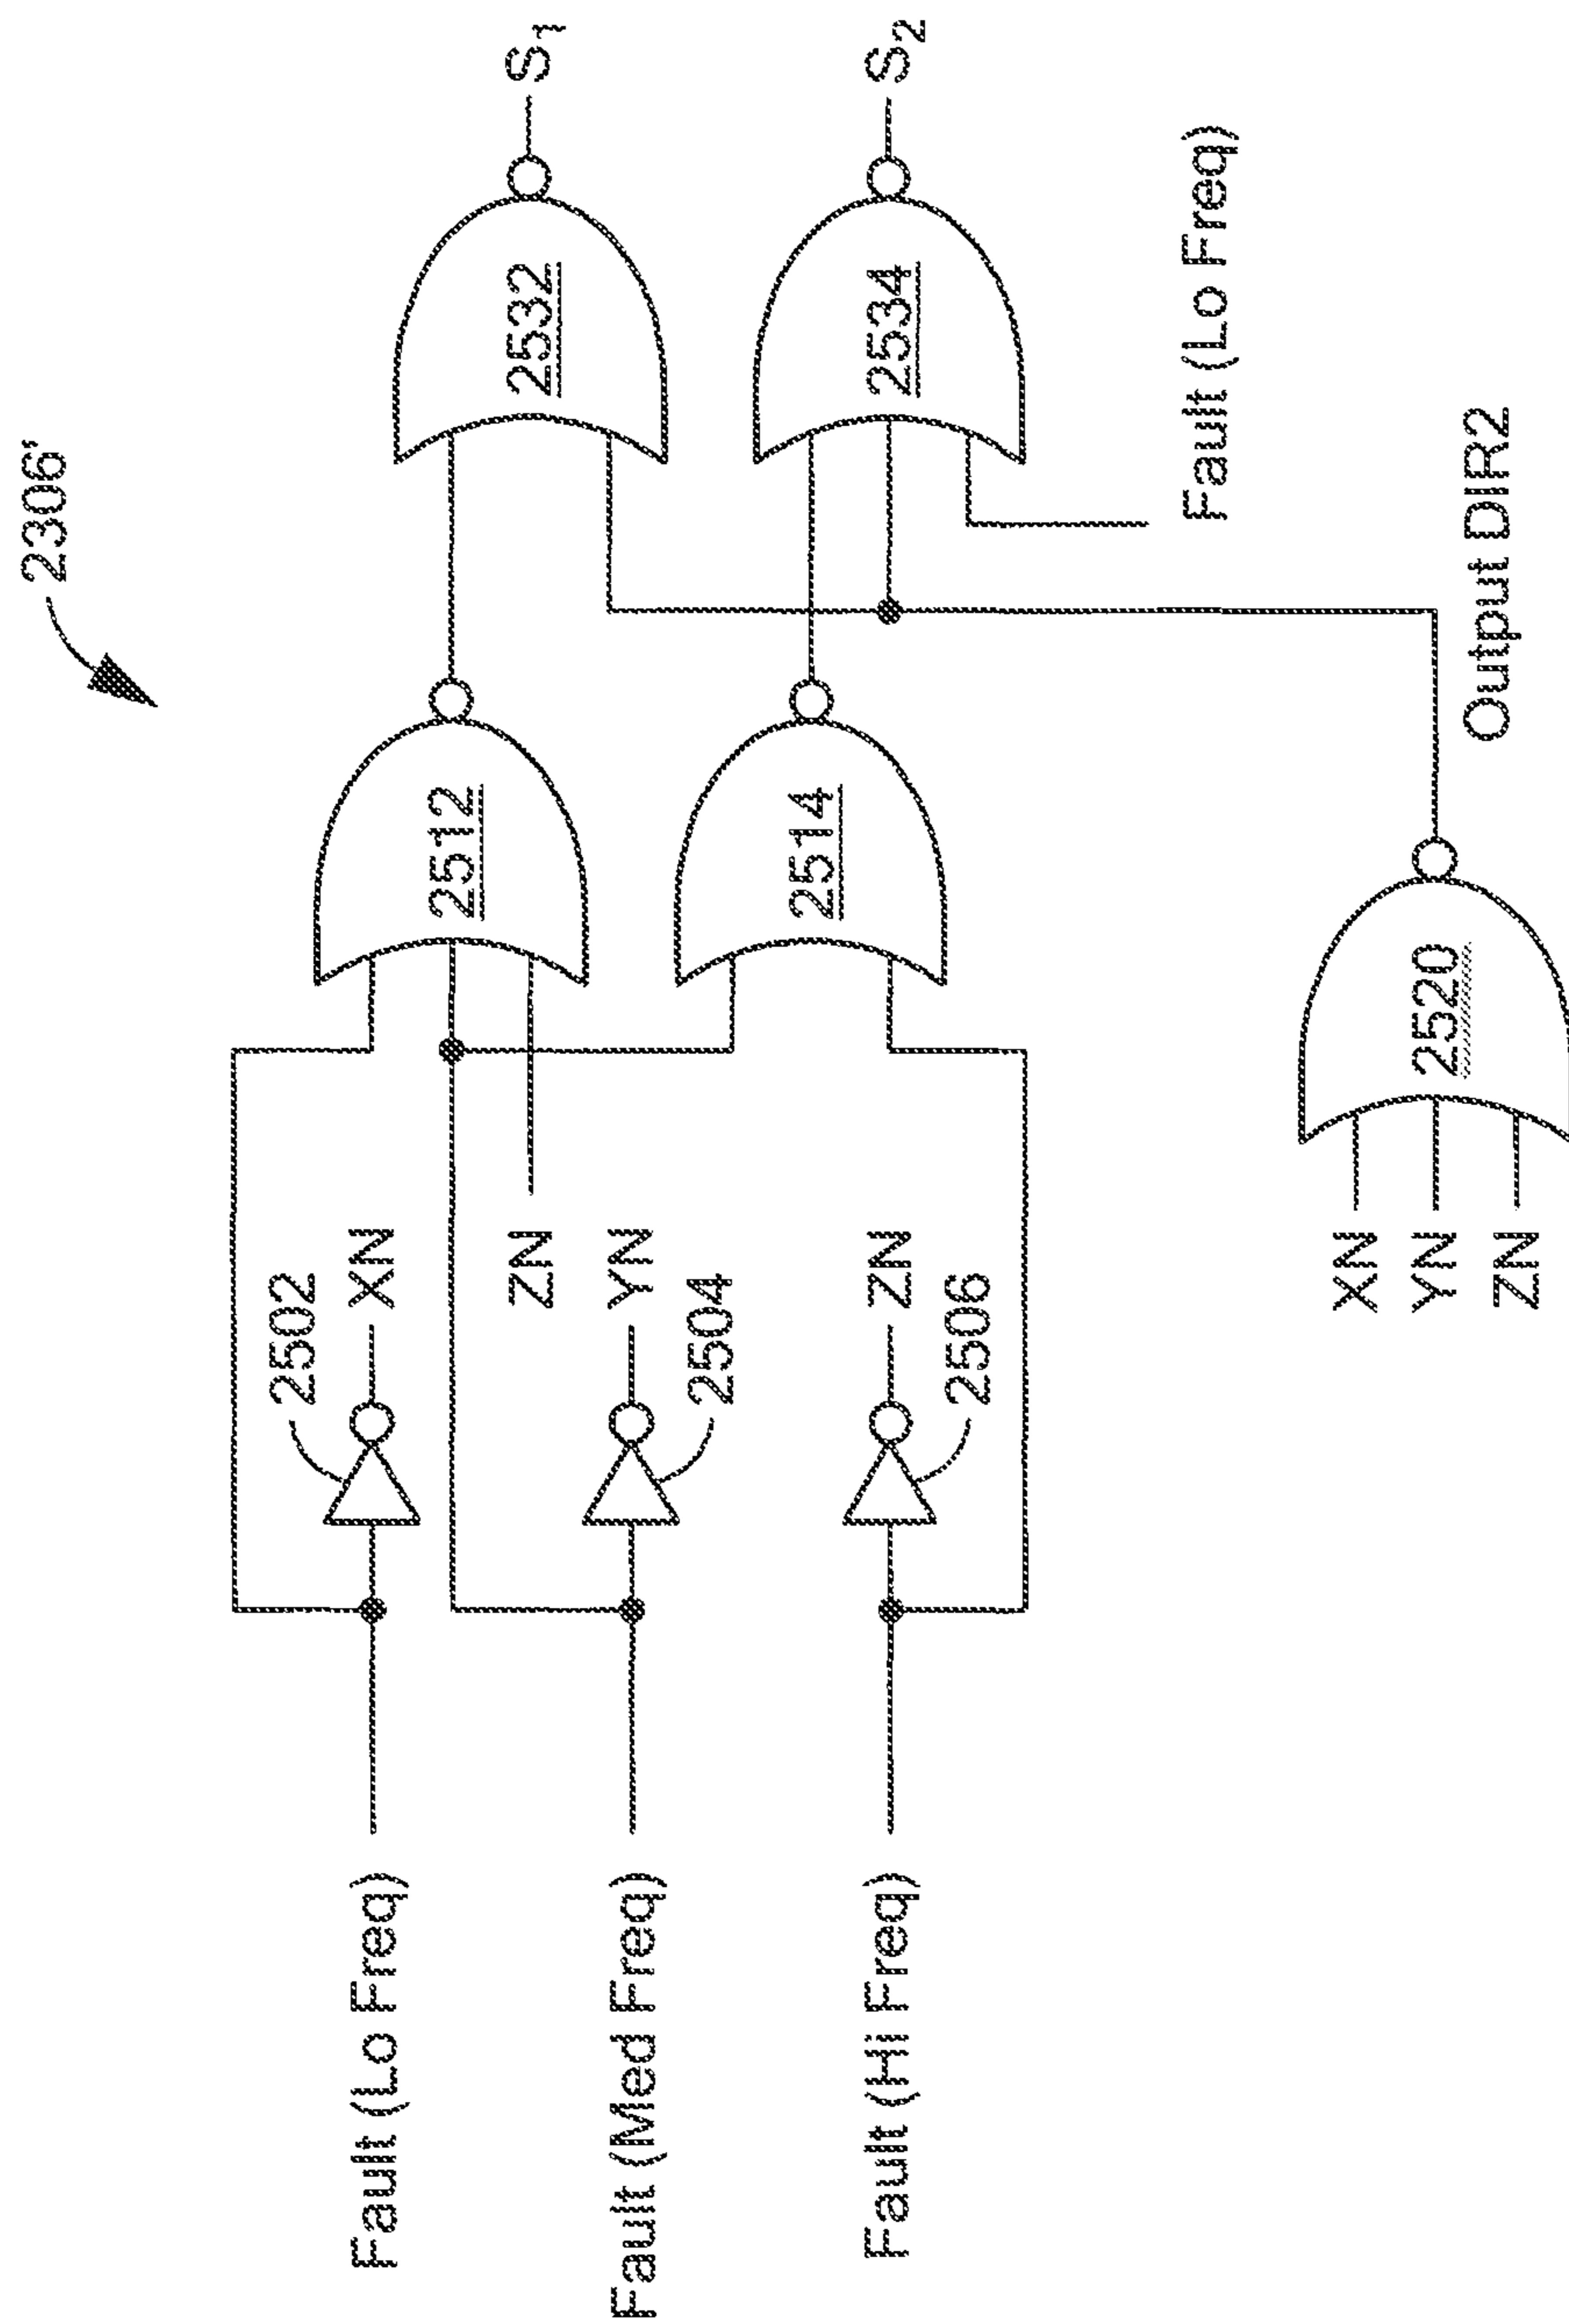 2306'
Fault (Lo Freq)
2502
XN
2512
2532
S1
ZN
Fault (Med Freq)
YN
2504
2514
2534
S2
Fault (Hi Freq)
ZN
2506
Fault (Lo Freq)
XN
YN
ZN
2520
Output DIR2